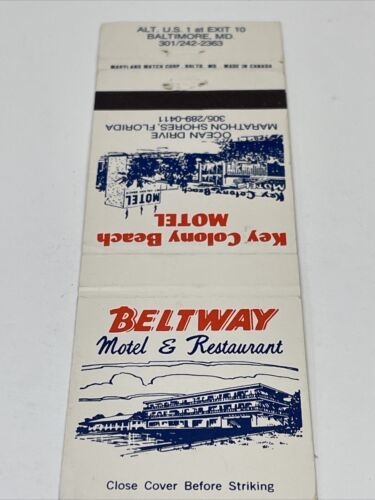 ALT. U.S. 1 at EXIT 10
BALTIMORE, MD.
301/242-2363
MARYLAND MATCH CORP. BALTO. MD. MADE IN CANADA
Key Colony Beach
MOTEL
OCEAN DRIVE
MARATHON SHORES, FLORIDA
305/289-0411
MOTEL
Key Colony Beach
MOTEL
BELTWAY
Motel & Restaurant
Close Cover Before Striking